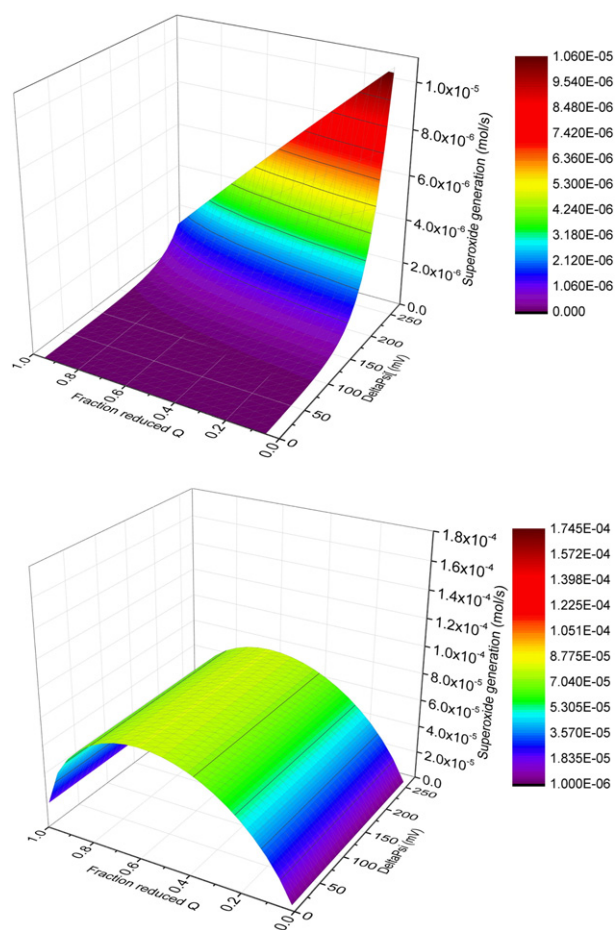 1.0x10-5
8.0x10-6
6.0x10-6
4.0x10-6
2.0x10-6
0.0
Superoxide generation (mol/s)
250
200
150
100
50
0
DeltaPsi (mV)
1.0
0.8
0.6
0.4
0.2
0.0
Fraction reduced Q
1.060E-05
9.540E-06
8.480E-06
7.420E-06
6.360E-06
5.300E-06
4.240E-06
3.180E-06
2.120E-06
1.060E-06
0.000
1.8x10-4
1.6x10-4
1.4x10-4
1.2x10-4
1.0x10-4
8.0x10-5
6.0x10-5
4.0x10-5
2.0x10-5
0.0
Superoxide generation (mol/s)
250
200
150
100
50
0
DeltaPsi (mV)
1.0
0.8
0.6
0.4
0.2
0.0
Fraction reduced Q
1.745E-04
1.572E-04
1.398E-04
1.225E-04
1.051E-04
8.775E-05
7.040E-05
5.305E-05
3.570E-05
1.835E-05
1.000E-06